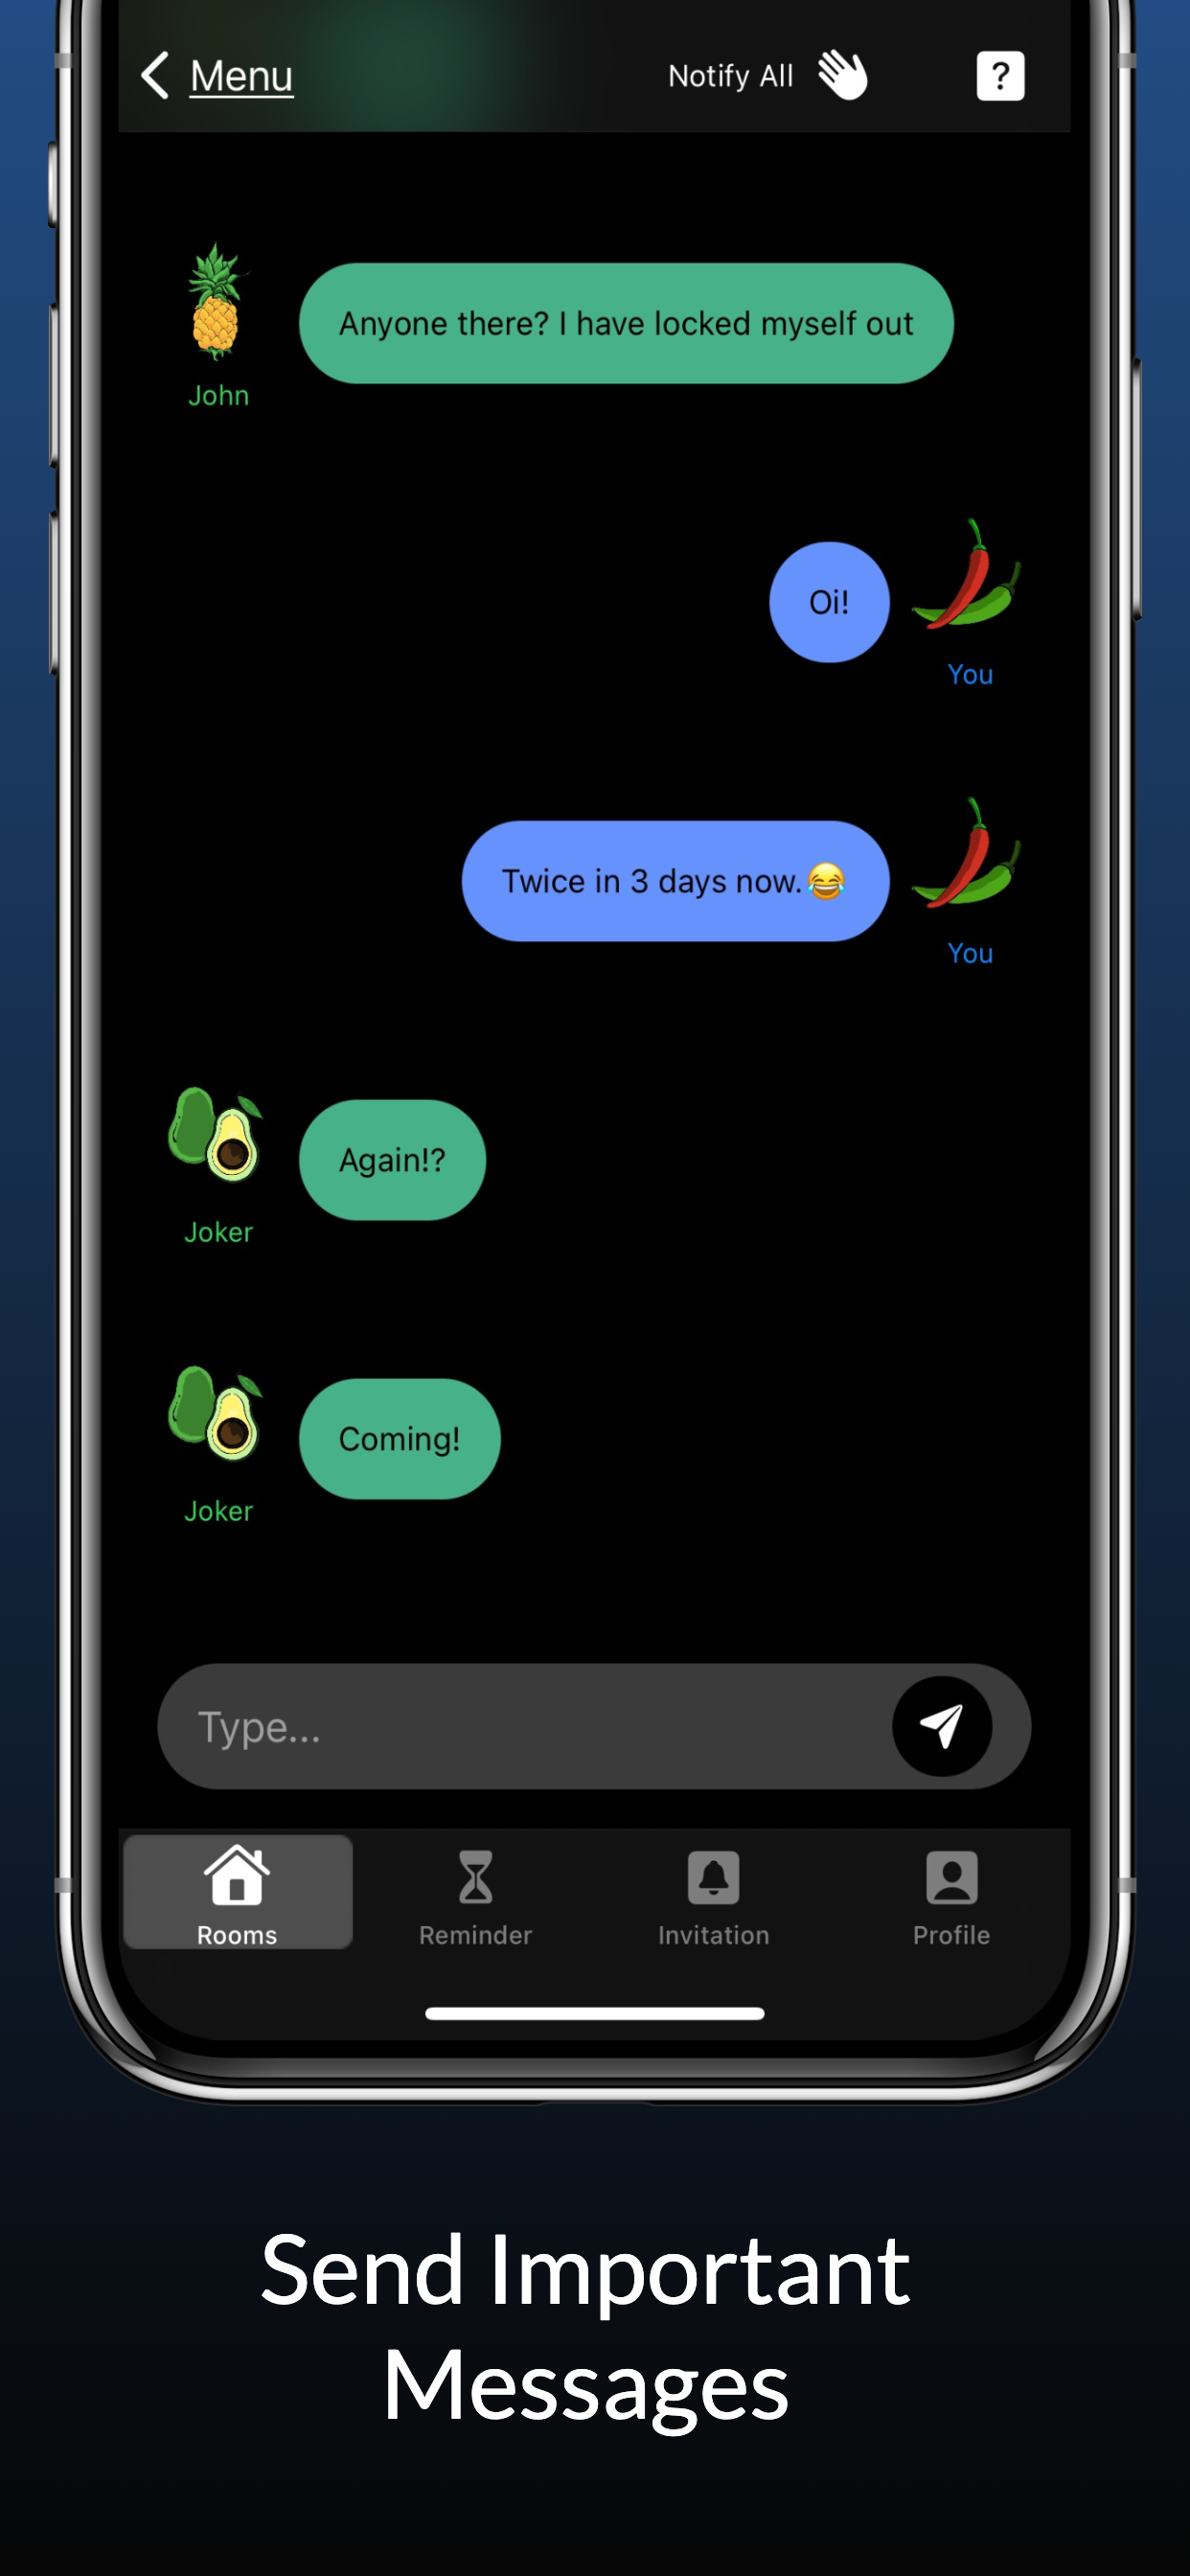 Menu
Notify All
?
Anyone there? I have locked myself out
John
Oi!
You
Twice in 3 days now.😂
You
Again!?
Joker
Coming!
Joker
Type...
Rooms
Reminder
Invitation
Profile
Send Important
Messages